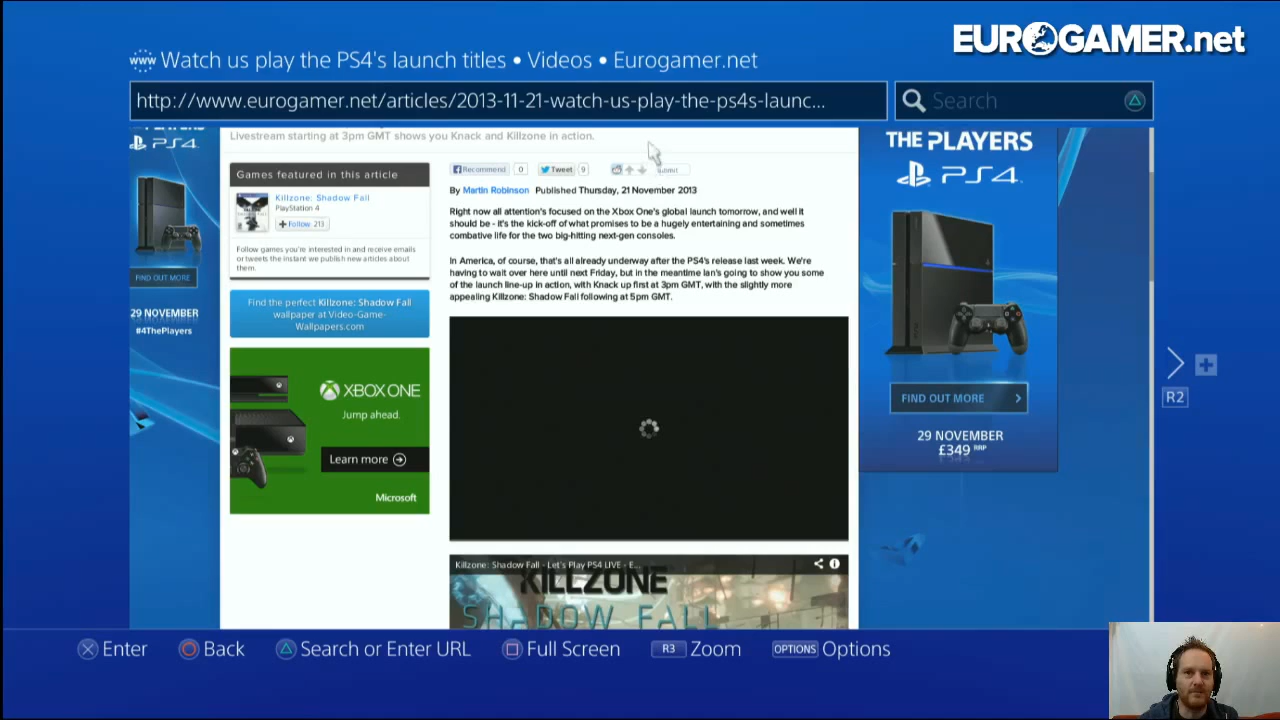 EUROGAMER.net
www Watch us play the PS4's launch titles • Videos • Eurogamer.net
http://www.eurogamer.net/articles/2013-11-21-watch-us-play-the-ps4s-launc...
Search
PLAYERS
PS4
FIND OUT MORE
29 NOVEMBER
#4ThePlayers
Livestream starting at 3pm GMT shows you Knack and Killzone in action.
Games featured in this article
Killzone: Shadow Fall
PlayStation 4
+ Follow 213
Follow games you're interested in and receive emails
or tweets the instant we publish new articles about
them.
Find the perfect Killzone: Shadow Fall
wallpaper at Video-Game-
Wallpapers.com
XBOX ONE
Jump ahead.
Learn more
Microsoft
Recommend 0 Tweet 9 submit
By Martin Robinson Published Thursday, 21 November 2013
Right now all attention's focused on the Xbox One's global launch tomorrow, and well it
should be - it's the kick-off of what promises to be a hugely entertaining and sometimes
combative life for the two big-hitting next-gen consoles.
In America, of course, that's all already underway after the PS4's release last week. We're
having to wait over here until next Friday, but in the meantime Ian's going to show you some
of the launch line-up in action, with Knack up first at 3pm GMT, with the slightly more
appealing Killzone: Shadow Fall following at 5pm GMT.
Killzone: Shadow Fall - Let's Play PS4 LIVE - E...
KILLZONE
SHADOW FALL
THE PLAYERS
PS4
FIND OUT MORE
29 NOVEMBER
£349 RRP
R2
Enter Back Search or Enter URL Full Screen R3 Zoom OPTIONS Options